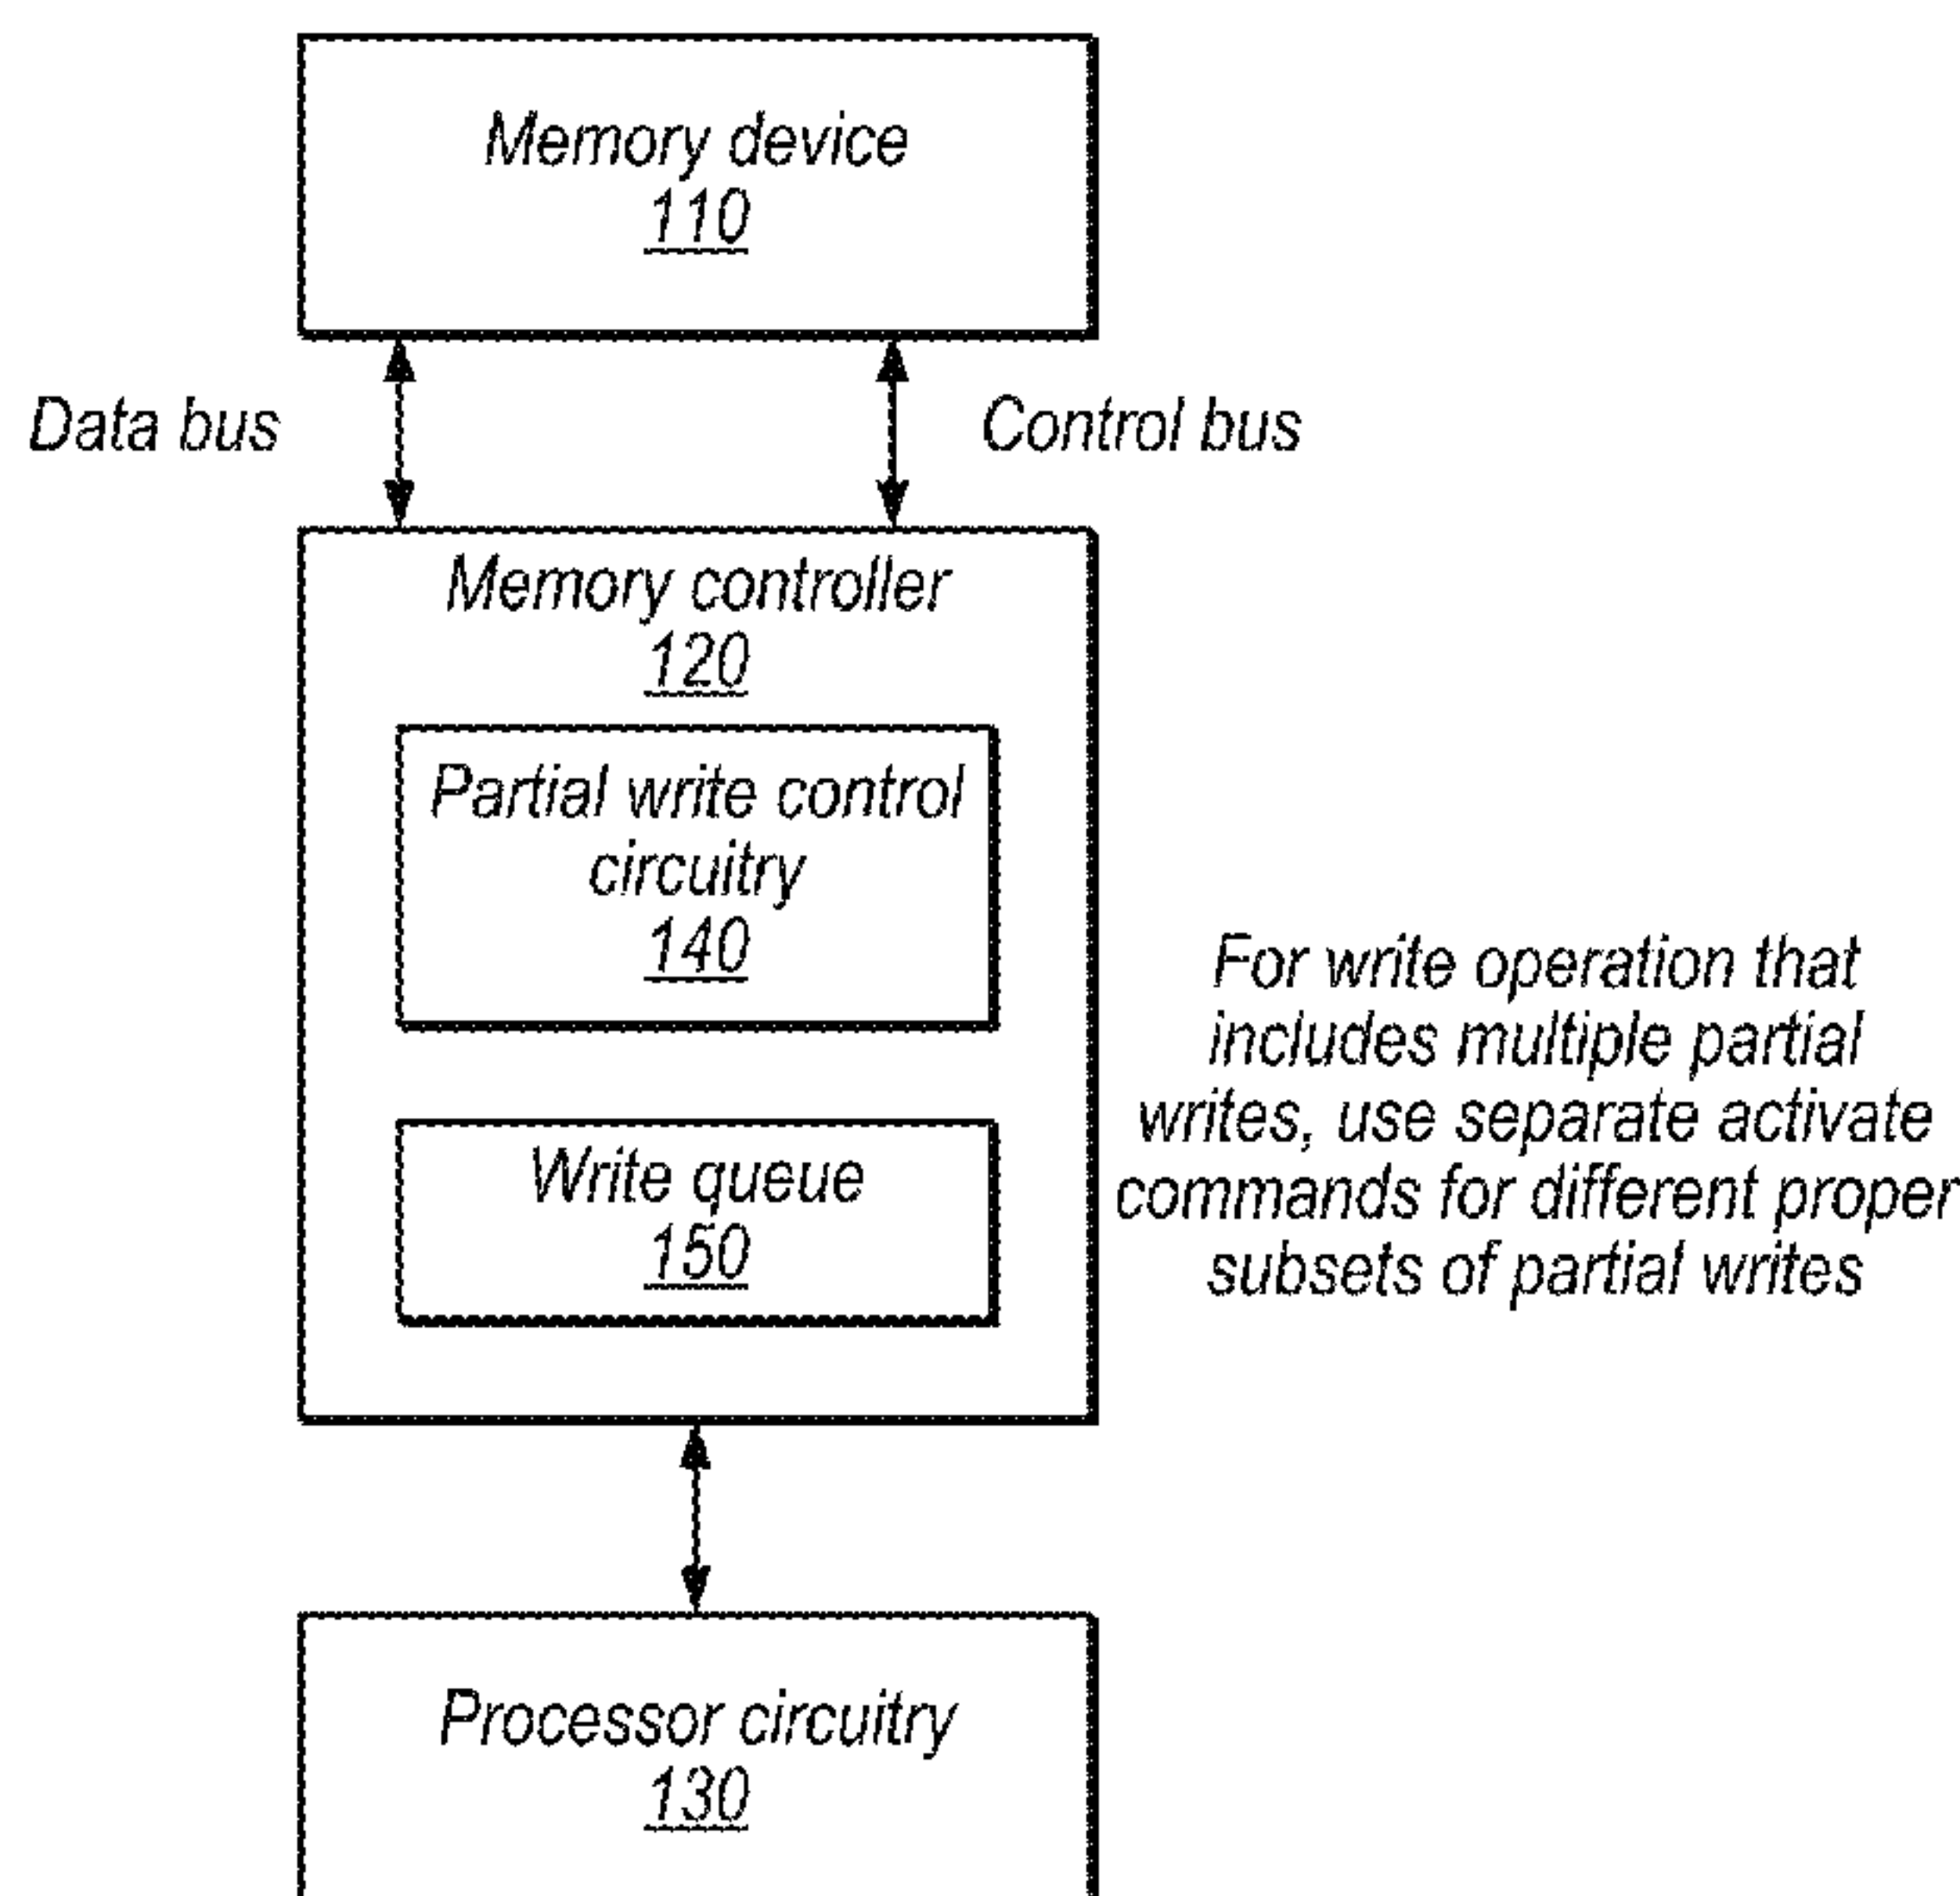 Memory device
110
Data bus
Control bus
Memory controller
120
Partial write control
circuitry
140
For write operation that
includes multiple partial
writes, use separate activate
commands for different proper
subsets of partial writes
Write queue
150
Processor circuitry
130